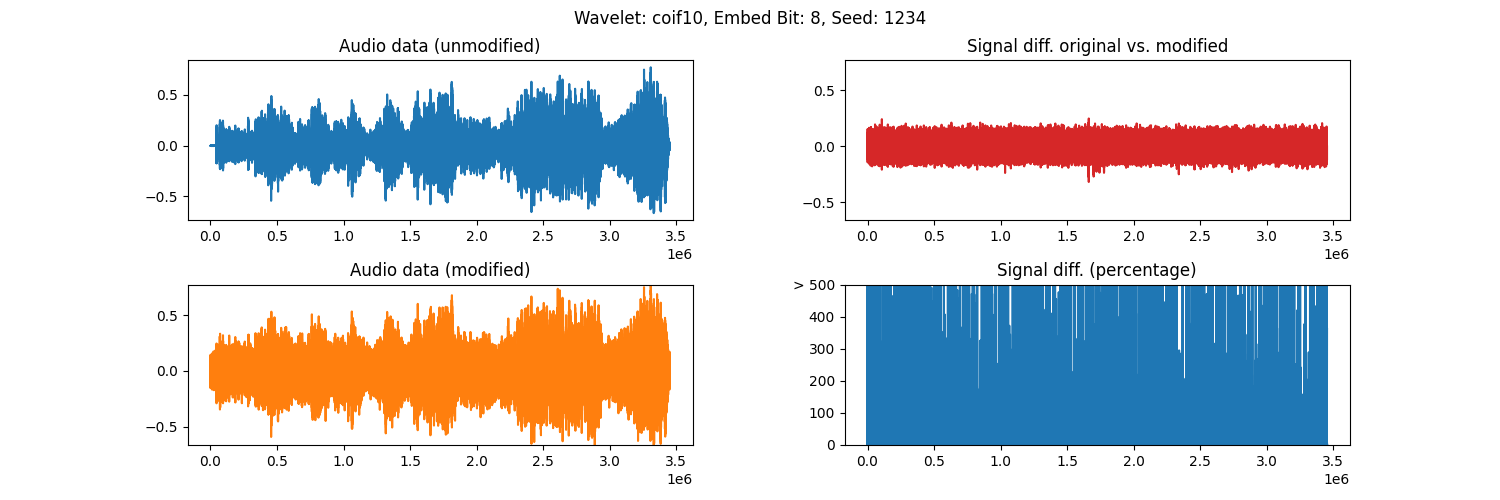 Wavelet: coif10, Embed Bit: 8, Seed: 1234
Audio data (unmodified)
0.5
0.0
−0.5
0.0 0.5 1.0 1.5 2.0 2.5 3.0 3.5
1e6
Signal diff. original vs. modified
0.5
0.0
−0.5
0.0 0.5 1.0 1.5 2.0 2.5 3.0 3.5
1e6
Audio data (modified)
0.5
0.0
−0.5
0.0 0.5 1.0 1.5 2.0 2.5 3.0 3.5
1e6
Signal diff. (percentage)
> 500
400
300
200
100
0
0.0 0.5 1.0 1.5 2.0 2.5 3.0 3.5
1e6